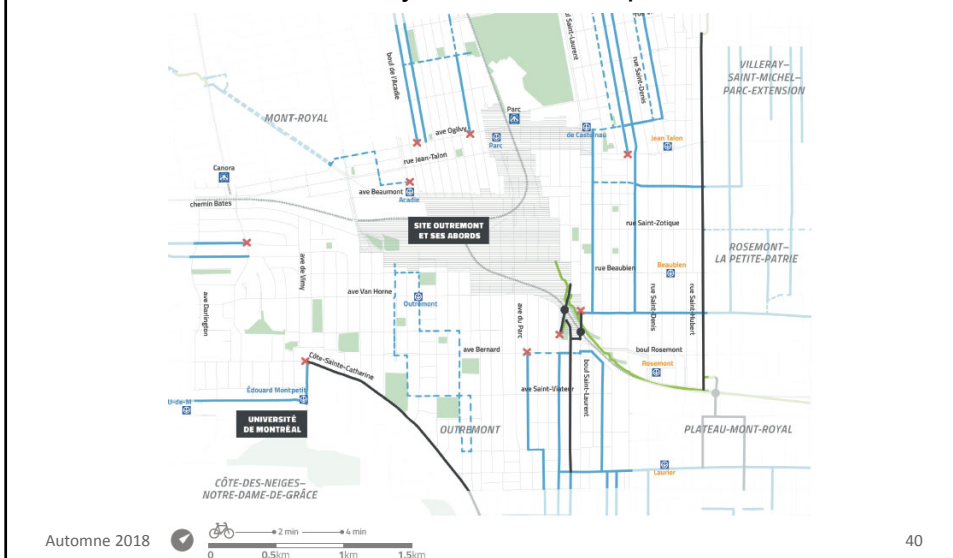 boul de l'Acadie
boul Saint-Laurent
rue Saint-Denis
VILLERAY–
SAINT-MICHEL–
PARC-EXTENSION
MONT-ROYAL
Parc
ave Ogilvy
Parc
de Castelnau
Jean Talon
rue Jean-Talon
Canora
ave Beaumont
Acadie
chemin Bates
SITE OUTREMONT
ET SES ABORDS
rue Saint-Zotique
ROSEMONT–
LA PETITE-PATRIE
ave de Vimy
rue Beaubien
Beaubien
ave Van Horne
Outremont
ave Darlington
ave du Parc
rue Saint-Denis
rue Saint-Hubert
ave Bernard
boul Rosemont
Côte-Sainte-Catherine
Rosemont
Édouard Montpetit
ave Saint-Viateur
boul Saint-Laurent
U-de-M
UNIVERSITÉ
DE MONTRÉAL
OUTREMONT
PLATEAU-MONT-ROYAL
Laurier
CÔTE-DES-NEIGES–
NOTRE-DAME-DE-GRÂCE
Automne 2018
2 min
4 min
40
0
0.5km
1km
1.5km